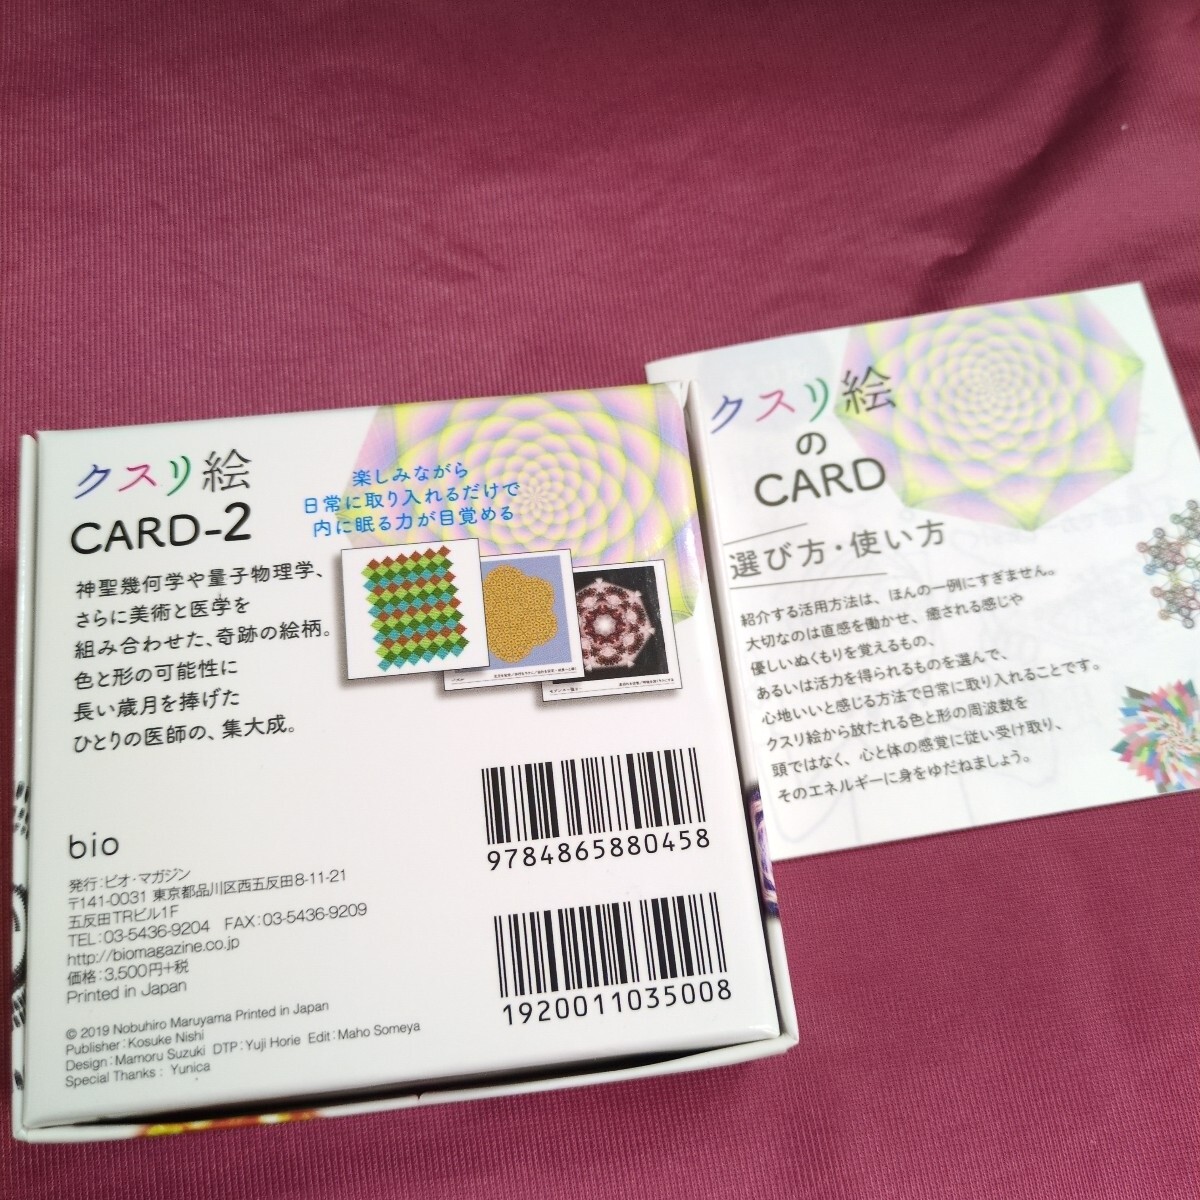 クスリ絵
CARD-2
楽しみながら
日常に取り入れるだけで
内に眠る力が目覚める
神聖幾何学や量子物理学、
さらに美術と医学を
組み合わせた、奇跡の絵柄。
色と形の可能性に
長い歳月を捧げた
ひとりの医師の、集大成。
bio
発行：ビオ・マガジン
〒141-0031 東京都品川区西五反田8-11-21
五反田TRビル1F
TEL：03-5436-9204 FAX：03-5436-9209
http://biomagazine.co.jp
価格：3,500円+税
Printed in Japan
© 2019 Nobuhiro Maruyama Printed in Japan
Publisher：Kosuke Nishi
Design：Mamoru Suzuki DTP：Yuji Horie Edit：Maho Someya
Special Thanks： Yunica
9784865880458
1920011035008
クスリ絵
の
CARD
選び方・使い方
紹介する活用方法は、ほんの一例にすぎません。
大切なのは直感を働かせ、癒される感じや
優しいぬくもりを覚えるもの、
あるいは活力を得られるものを選んで、
心地いいと感じる方法で日常に取り入れることです。
クスリ絵から放たれる色と形の周波数を
頭ではなく、心と体の感覚に従い受け取り、
そのエネルギーに身をゆだねましょう。